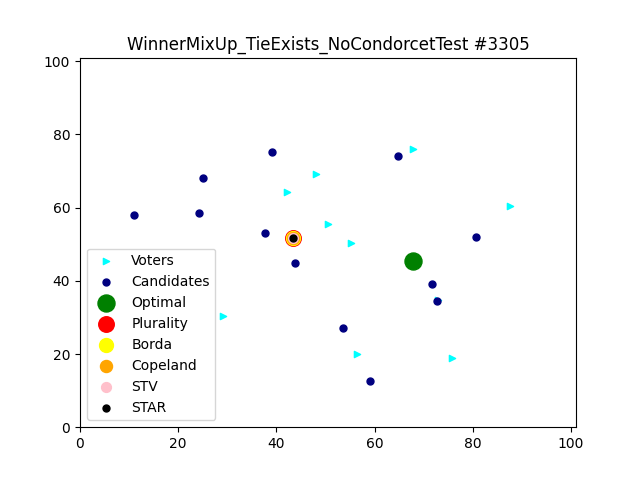 WinnerMixUp_TieExists_NoCondorcetTest #3305
100
80
60
40
20
0
Voters
Candidates
Optimal
Plurality
Borda
Copeland
STV
STAR
0 20 40 60 80 100